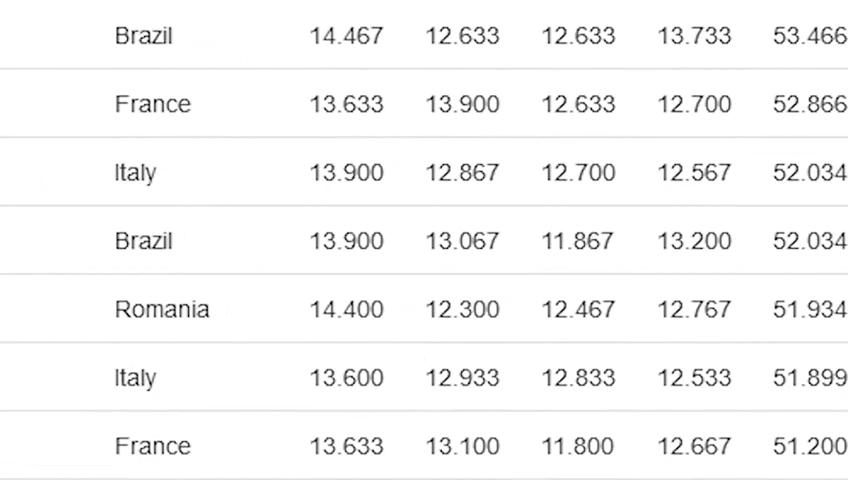 Brazil 14.467 12.633 12.633 13.733 53.466
France 13.633 13.900 12.633 12.700 52.866
Italy 13.900 12.867 12.700 12.567 52.034
Brazil 13.900 13.067 11.867 13.200 52.034
Romania 14.400 12.300 12.467 12.767 51.934
Italy 13.600 12.933 12.833 12.533 51.899
France 13.633 13.100 11.800 12.667 51.200